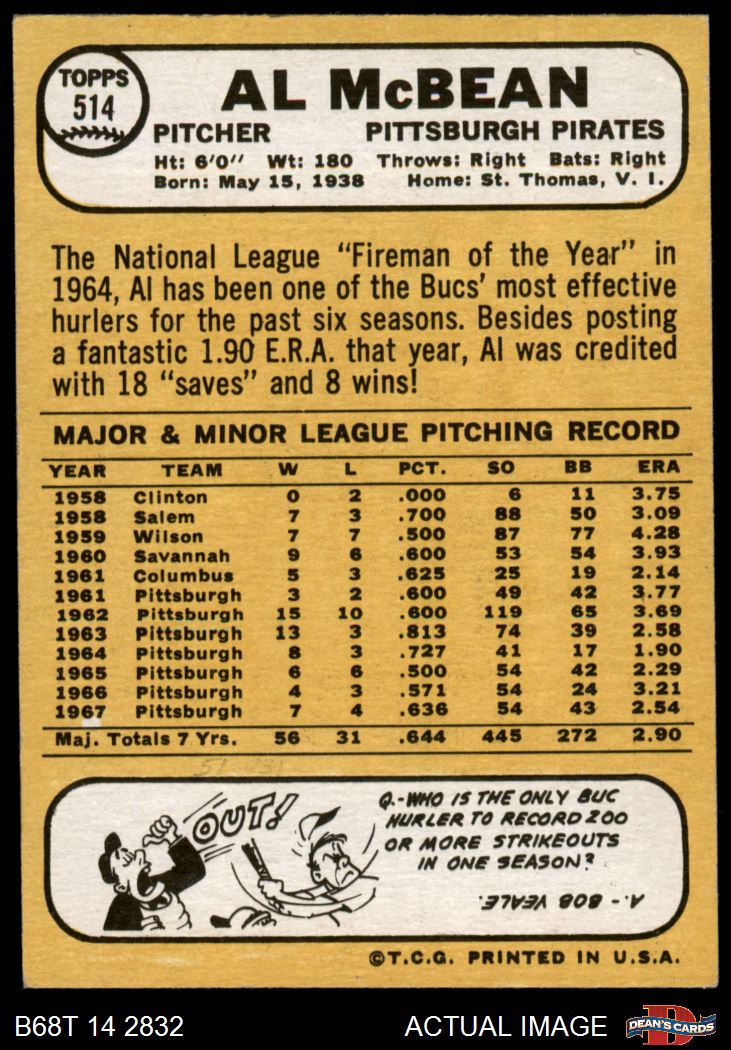 TOPPS
514
AL McBEAN
PITCHER PITTSBURGH PIRATES
Ht: 6'0" Wt: 180 Throws: Right Bats: Right
Born: May 15, 1938 Home: St. Thomas, V. I.
The National League "Fireman of the Year" in
1964, Al has been one of the Bucs' most effective
hurlers for the past six seasons. Besides posting
a fantastic 1.90 E.R.A. that year, Al was credited
with 18 "saves" and 8 wins!
MAJOR & MINOR LEAGUE PITCHING RECORD
YEAR TEAM W L PCT. SO BB ERA
1958 Clinton 0 2 .000 6 11 3.75
1958 Salem 7 3 .700 88 50 3.09
1959 Wilson 7 7 .500 87 77 4.28
1960 Savannah 9 6 .600 53 54 3.93
1961 Columbus 5 3 .625 25 19 2.14
1961 Pittsburgh 3 2 .600 49 42 3.77
1962 Pittsburgh 15 10 .600 119 65 3.69
1963 Pittsburgh 13 3 .813 74 39 2.58
1964 Pittsburgh 8 3 .727 41 17 1.90
1965 Pittsburgh 6 6 .500 54 42 2.29
1966 Pittsburgh 4 3 .571 54 24 3.21
1967 Pittsburgh 7 4 .636 54 43 2.54
Maj. Totals 7 Yrs. 56 31 .644 445 272 2.90
OUT!
Q.-WHO IS THE ONLY BUC
HURLER TO RECORD 200
OR MORE STRIKEOUTS
IN ONE SEASON?
A.- BOB VEALE.
©T.C.G. PRINTED IN U.S.A.
B68T 14 2832 ACTUAL IMAGE
DEAN'S CARDS